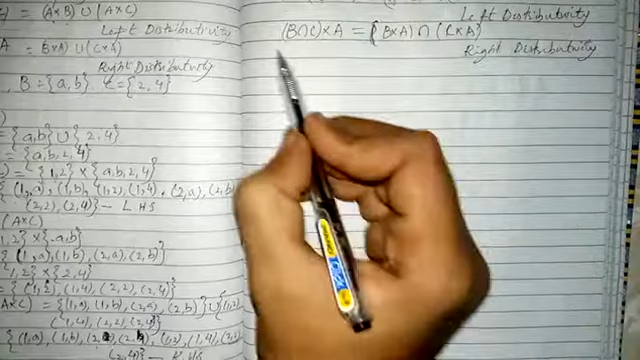 = (A×B) ∪ (A×C)
Left Distributivity
A = (B×A) ∪ (C×A)
Right Distributivity
, B = {a,b} C = {2,4}
= {a,b} ∪ {2,4}
= {a,b,2,4}
) = {1,2} × {a,b,2,4}
{(1,a), (1,b), (1,2), (1,4), (2,a), (2,b)
(2,2), (2,4)} – LHS
(A×C)
1,2} × {a,b}
{(1,a), (1,b), (2,a), (2,b)}
{1,2} × {2,4}
= {(1,2), (1,4), (2,2), (2,4)}
A×C) = {(1,a), (1,b), (2,a), (2,b)} ∪ {(1,2)
(1,4), (2,2), (2,4)}
{(1,a), (1,b), (2,a), (2,b), (1,2), (1,4), (2,
(2,4)} – RHS
Left Distributivity
(B∩C)×A = (B×A) ∩ (C×A)
Right Distributivity